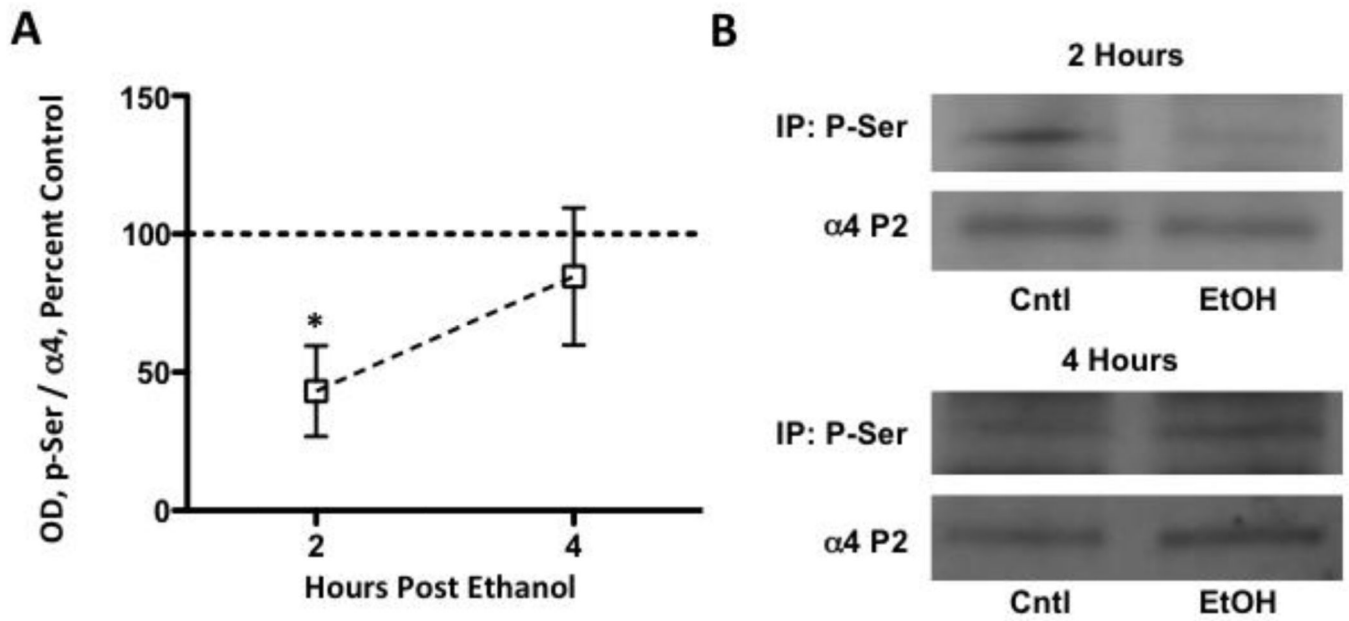 A
OD, p-Ser / α4, Percent Control
150
100
50
0
*
2
4
Hours Post Ethanol
B
2 Hours
IP: P-Ser
α4 P2
Cntl
EtOH
4 Hours
IP: P-Ser
α4 P2
Cntl
EtOH